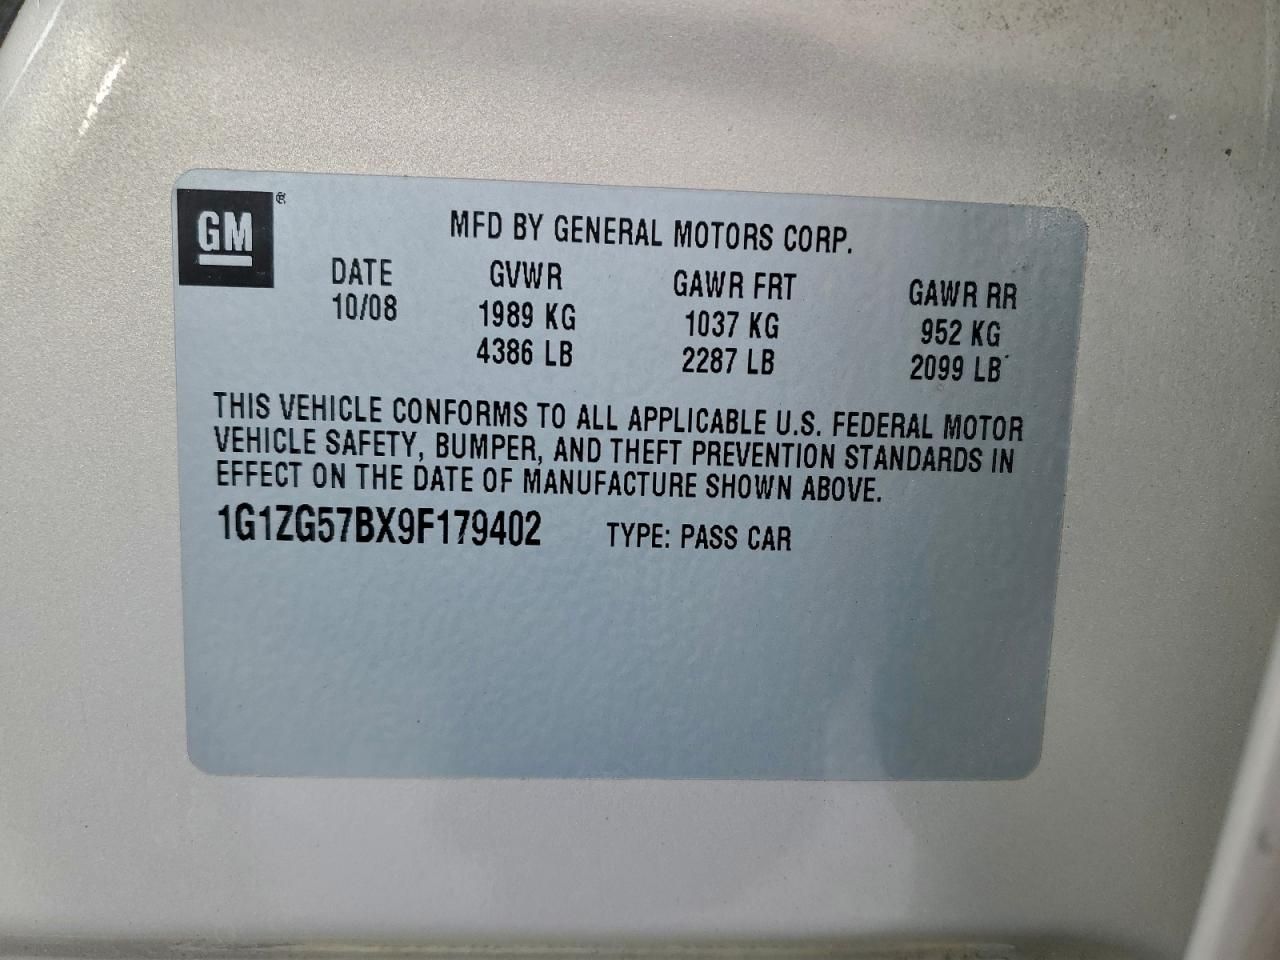 GM®
MFD BY GENERAL MOTORS CORP.
DATE GVWR GAWR FRT GAWR RR
10/08 1989 KG 1037 KG 952 KG
4386 LB 2287 LB 2099 LB
THIS VEHICLE CONFORMS TO ALL APPLICABLE U.S. FEDERAL MOTOR
VEHICLE SAFETY, BUMPER, AND THEFT PREVENTION STANDARDS IN
EFFECT ON THE DATE OF MANUFACTURE SHOWN ABOVE.
1G1ZG57BX9F179402 TYPE: PASS CAR